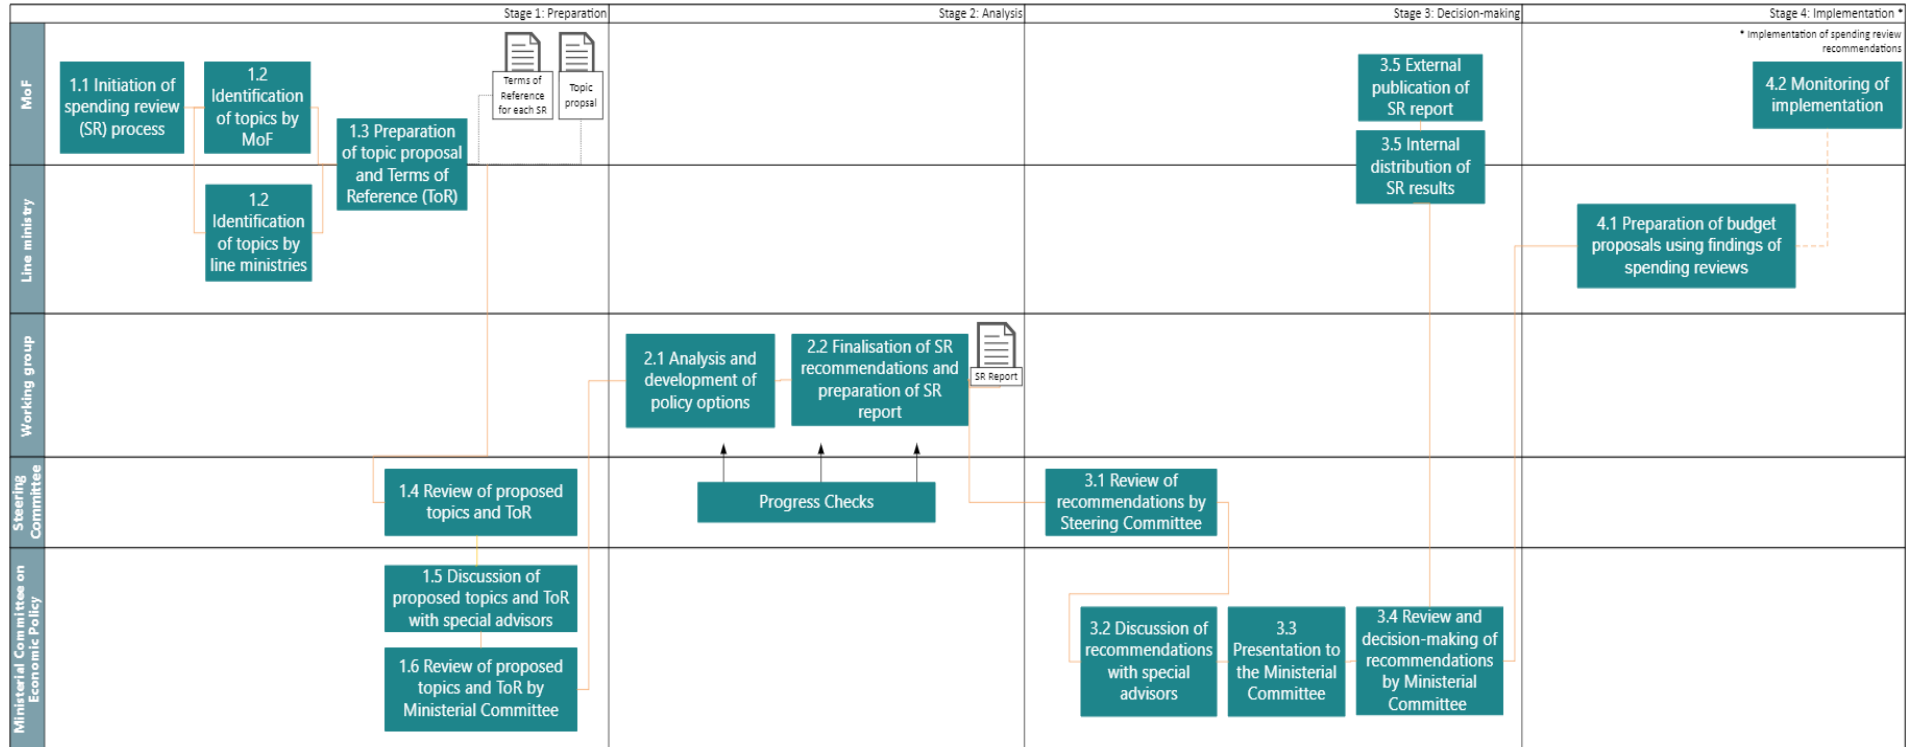 Stage 1: Preparation
Stage 2: Analysis
Stage 3: Decision-making
Stage 4: Implementation *
* Implementation of spending review
recommendations
MoF
1.1 Initiation of
spending review
(SR) process
1.2
Identification
of topics by
MoF
1.3 Preparation
of topic proposal
and Terms of
Reference (ToR)
Terms of
Reference
for each SR
Topic
propsal
3.5 External
publication of
SR report
3.5 Internal
distribution of
SR results
4.2 Monitoring of
implementation
Line ministry
1.2
Identification
of topics by
line ministries
4.1 Preparation of budget
proposals using findings of
spending reviews
Working group
2.1 Analysis and
development of
policy options
2.2 Finalisation of SR
recommendations and
preparation of SR
report
SR Report
Steering
Committee
1.4 Review of proposed
topics and ToR
Progress Checks
3.1 Review of
recommendations by
Steering Committee
Ministerial Committee on
Economic Policy
1.5 Discussion of
proposed topics and ToR
with special advisors
1.6 Review of proposed
topics and ToR by
Ministerial Committee
3.2 Discussion of
recommendations
with special
advisors
3.3
Presentation to
the Ministerial
Committee
3.4 Review and
decision-making of
recommendations
by Ministerial
Committee